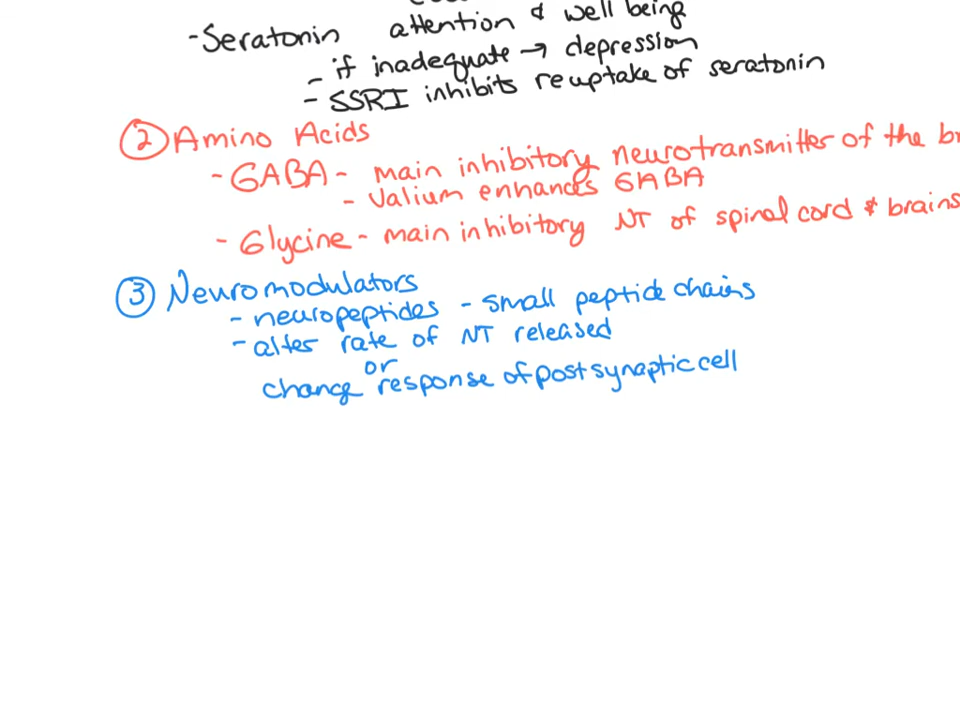 -Seratonin attention & well being
- if inadequate → depression
- SSRI inhibits reuptake of seratonin
② Amino Acids
- GABA - main inhibitory neurotransmitter of the br
- Valium enhances GABA
- Glycine - main inhibitory NT of spinal cord & brains
③ Neuromodulators
- neuropeptides - small peptide chains
- alter rate of NT released
or
change response of postsynaptic cell